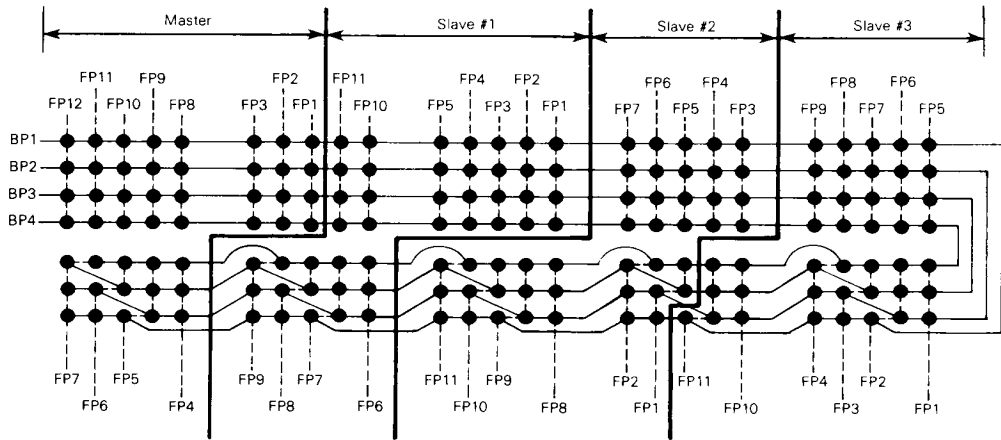 Master Slave #1 Slave #2 Slave #3
FP11 FP9 FP2 FP11 FP4 FP2 FP6 FP4 FP8 FP6
FP12 FP10 FP8 FP3 FP1 FP10 FP5 FP3 FP1 FP7 FP5 FP3 FP9 FP7 FP5
BP1
BP2
BP3
BP4
FP7 FP5 FP9 FP7 FP11 FP9 FP2 FP11 FP4 FP2
FP6 FP4 FP8 FP6 FP10 FP8 FP1 FP10 FP3 FP1